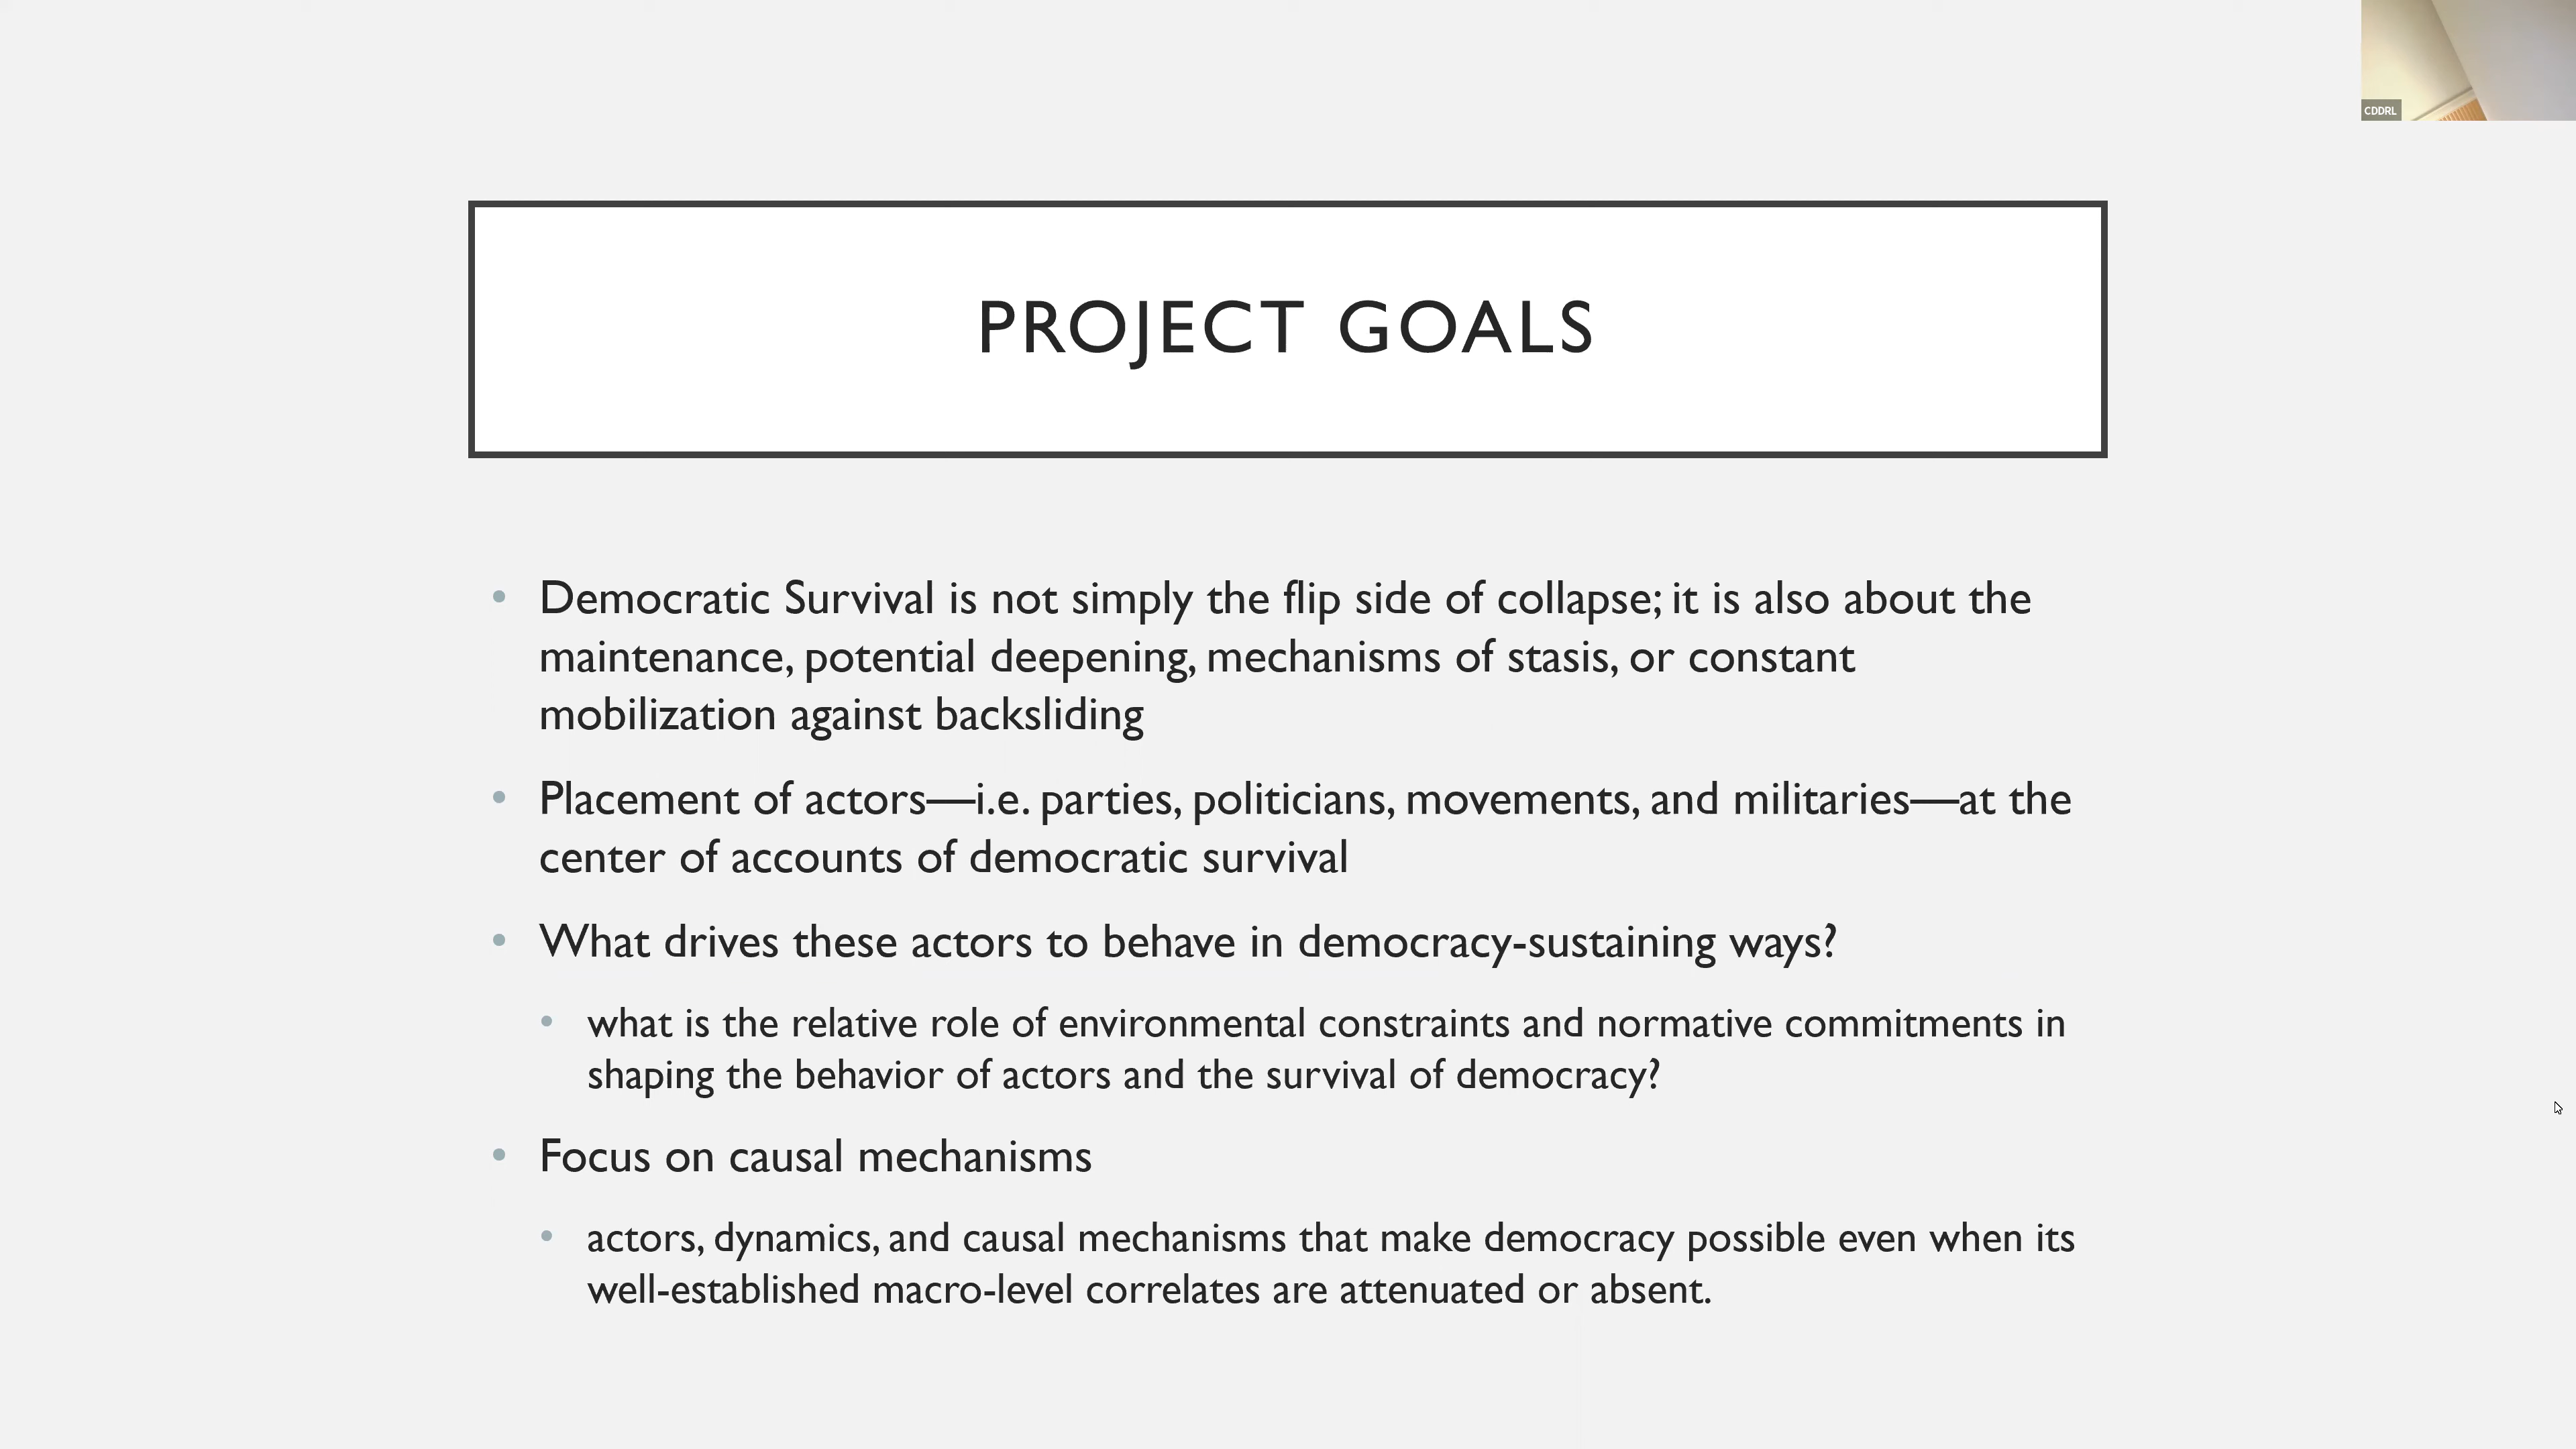 CDDRL
PROJECT GOALS
• Democratic Survival is not simply the flip side of collapse; it is also about the
maintenance, potential deepening, mechanisms of stasis, or constant
mobilization against backsliding
• Placement of actors—i.e. parties, politicians, movements, and militaries—at the
center of accounts of democratic survival
• What drives these actors to behave in democracy-sustaining ways?
• what is the relative role of environmental constraints and normative commitments in
shaping the behavior of actors and the survival of democracy?
• Focus on causal mechanisms
• actors, dynamics, and causal mechanisms that make democracy possible even when its
well-established macro-level correlates are attenuated or absent.